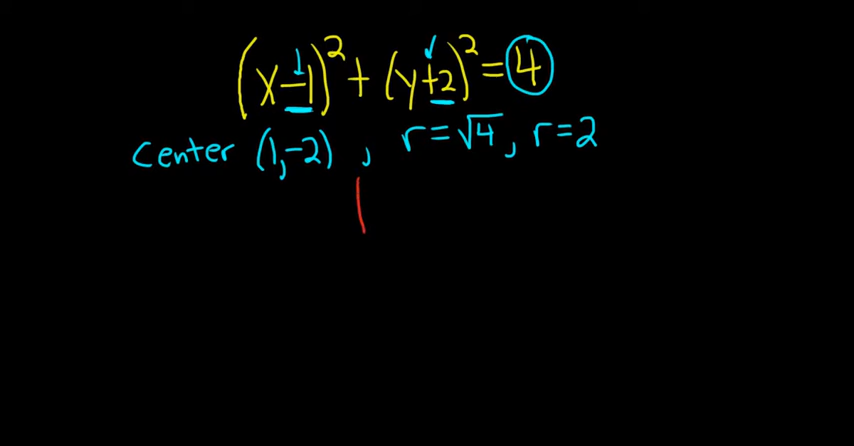 (x-1)² + (y+2)² = 4
center (1,-2) , r=√4, r=2